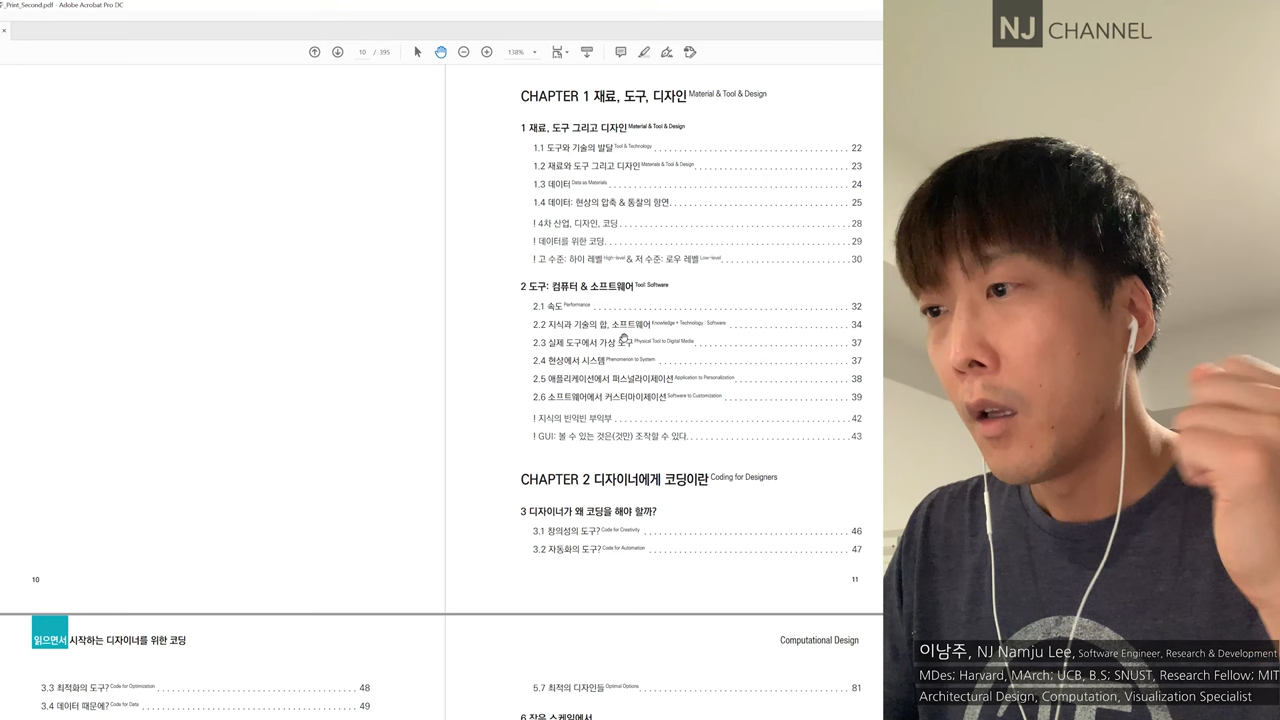 F_Print_Second.pdf - Adobe Acrobat Pro DC
10 / 395
138%
CHAPTER 1 재료, 도구, 디자인 Material & Tool & Design
1 재료, 도구 그리고 디자인 Material & Tool & Design
1.1 도구와 기술의 발달 Tool & Technology 22
1.2 재료와 도구 그리고 디자인 Materials & Tool & Design 23
1.3 데이터 Data as Materials 24
1.4 데이터: 현상의 압축 & 통찰의 향연 25
! 4차 산업, 디자인, 코딩 28
! 데이터를 위한 코딩 29
! 고 수준: 하이 레벨 High-level & 저 수준: 로우 레벨 Low-level 30
2 도구: 컴퓨터 & 소프트웨어 Tool: Software
2.1 속도 Performance 32
2.2 지식과 기술의 합, 소프트웨어 Knowledge + Technology : Software 34
2.3 실제 도구에서 가상 도구 Physical Tool to Digital Media 37
2.4 현상에서 시스템 Phenomenon to System 37
2.5 애플리케이션에서 퍼스널라이제이션 Application to Personalization 38
2.6 소프트웨어에서 커스터마이제이션 Software to Customization 39
! 지식의 빈익빈 부익부 42
! GUI: 볼 수 있는 것은(것만) 조작할 수 있다. 43
CHAPTER 2 디자이너에게 코딩이란 Coding for Designers
3 디자이너가 왜 코딩을 해야 할까?
3.1 창의성의 도구? Code for Creativity 46
3.2 자동화의 도구? Code for Automation 47
10
11
읽으면서 시작하는 디자이너를 위한 코딩
Computational Design
3.3 최적화의 도구? Code for Optimization 48
3.4 데이터 때문에? Code for Data 49
5.7 최적의 디자인들 Optimal Options 81
6 작은 스케일에서
NJ CHANNEL
이남주, NJ Namju Lee, Software Engineer, Research & Development
MDes; Harvard, MArch; UCB, B.S; SNUST, Research Fellow; MIT
Architectural Design, Computation, Visualization Specialist